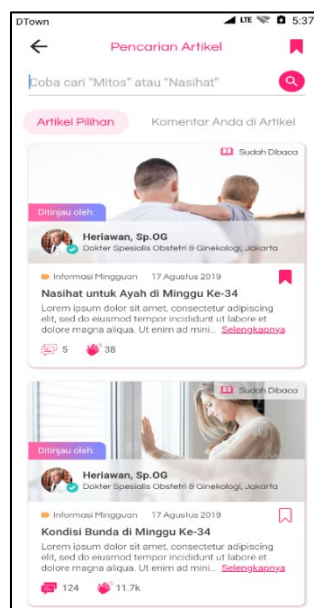 DTown LTE 5:37
Pencarian Artikel
Coba cari "Mitos" atau "Nasihat"
Artikel Pilihan Komentar Anda di Artikel
Sudah Dibaca
Ditinjau oleh:
Heriawan, Sp.OG
Dokter Spesialis Obstetri & Ginekologi, Jakarta
Informasi Mingguan 17 Agustus 2019
Nasihat untuk Ayah di Minggu Ke-34
Lorem ipsum dolor sit amet, consectetur adipiscing
elit, sed do eiusmod tempor incididunt ut labore et
dolore magna aliqua. Ut enim ad mini... Selengkapnya
5 38
Sudah Dibaca
Ditinjau oleh:
Heriawan, Sp.OG
Dokter Spesialis Obstetri & Ginekologi, Jakarta
Informasi Mingguan 17 Agustus 2019
Kondisi Bunda di Minggu Ke-34
Lorem ipsum dolor sit amet, consectetur adipiscing
elit, sed do eiusmod tempor incididunt ut labore et
dolore magna aliqua. Ut enim ad mini... Selengkapnya
124 11.7k